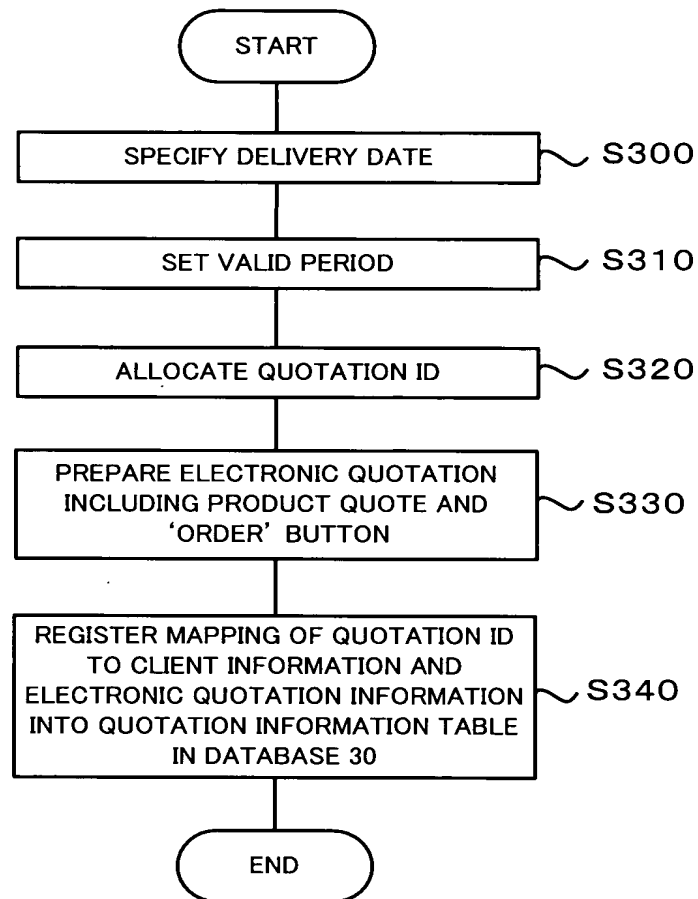 START
SPECIFY DELIVERY DATE
S300
SET VALID PERIOD
S310
ALLOCATE QUOTATION ID
S320
PREPARE ELECTRONIC QUOTATION
INCLUDING PRODUCT QUOTE AND
‘ORDER’ BUTTON
S330
REGISTER MAPPING OF QUOTATION ID
TO CLIENT INFORMATION AND
ELECTRONIC QUOTATION INFORMATION
INTO QUOTATION INFORMATION TABLE
IN DATABASE 30
S340
END